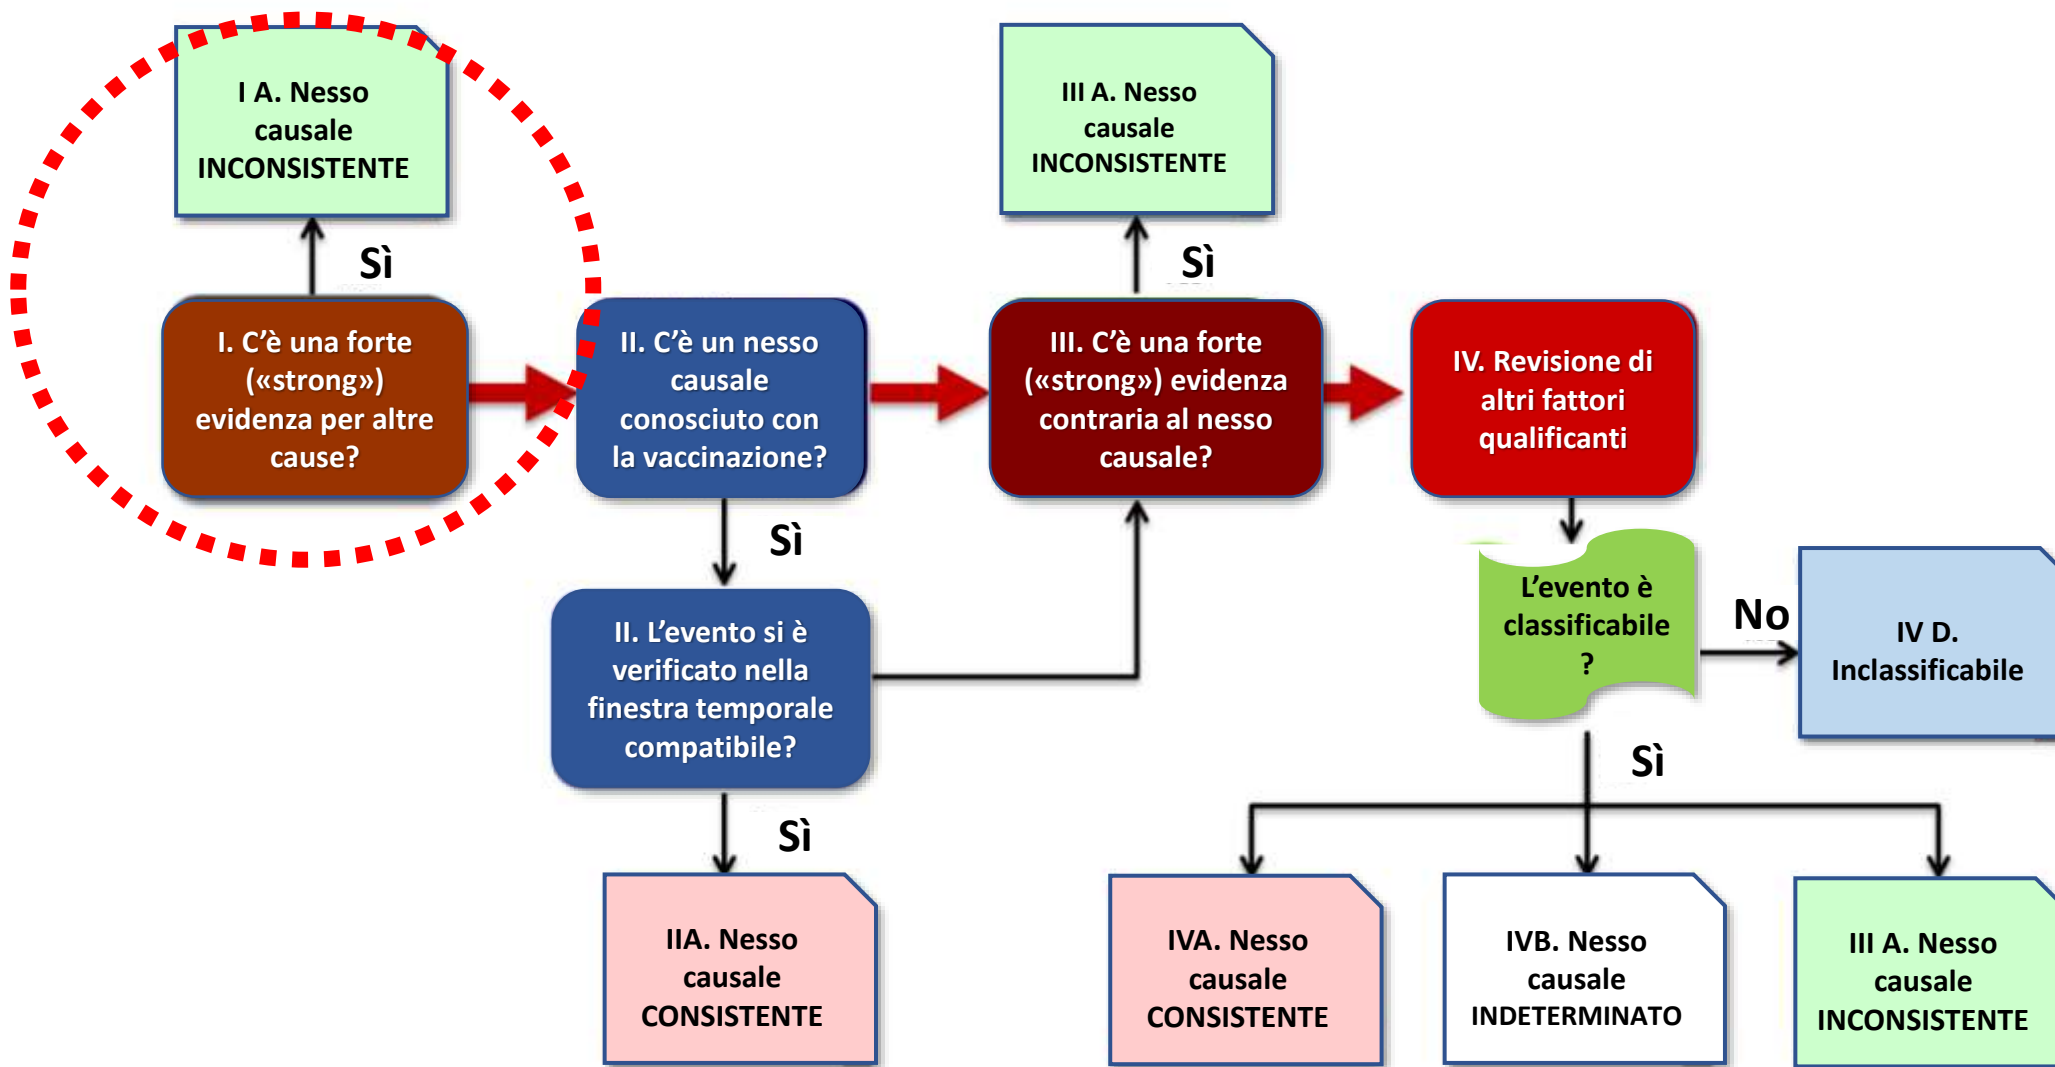 I A. Nesso
causale
INCONSISTENTE
III A. Nesso
causale
INCONSISTENTE
Sì
Sì
I. C’è una forte
(«strong»)
evidenza per altre
cause?
II. C’è un nesso
causale
conosciuto con
la vaccinazione?
III. C’è una forte
(«strong») evidenza
contraria al nesso
causale?
IV. Revisione di
altri fattori
qualificanti
Sì
II. L’evento si è
verificato nella
finestra temporale
compatibile?
L’evento è
classificabile
?
No
IV D.
Inclassificabile
Sì
Sì
IIA. Nesso
causale
CONSISTENTE
IVA. Nesso
causale
CONSISTENTE
IVB. Nesso
causale
INDETERMINATO
III A. Nesso
causale
INCONSISTENTE